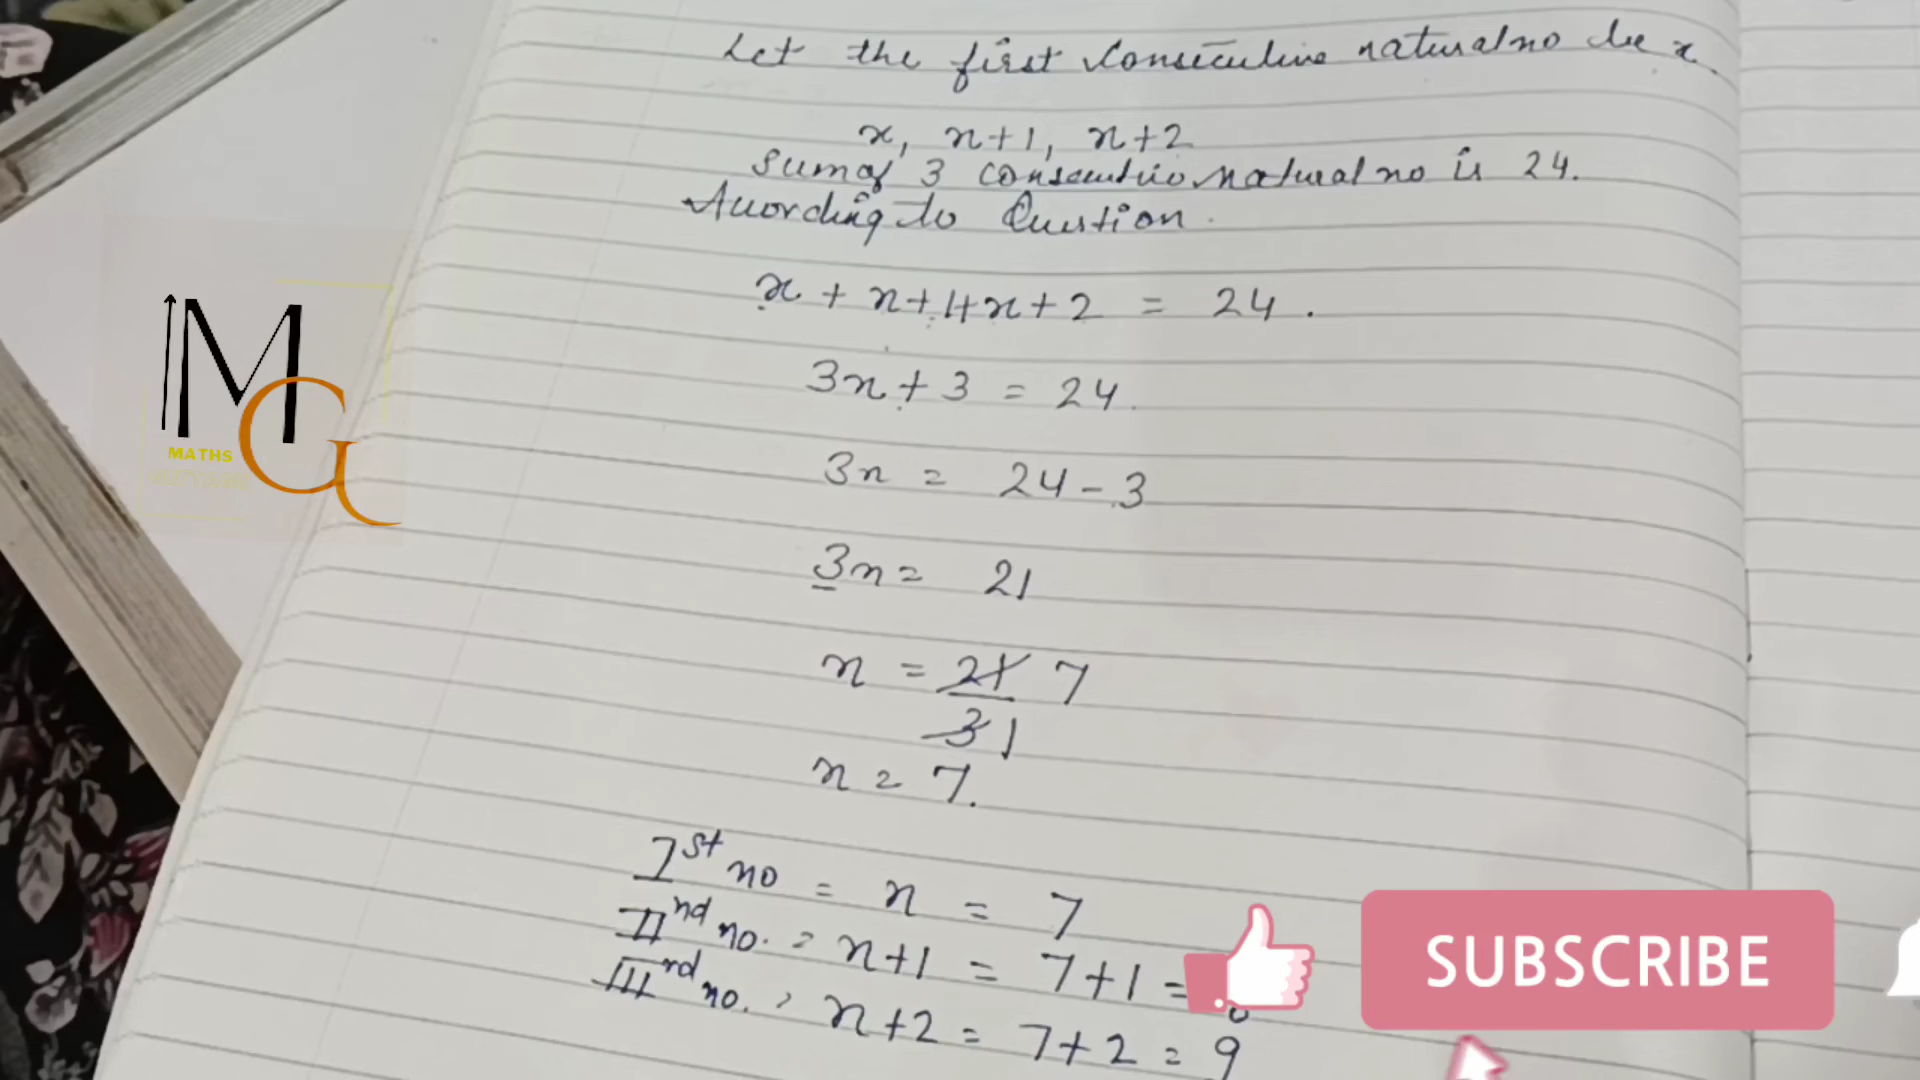 Let the first Consecutive natural no be x.
x, x+1, x+2
Sum of 3 consecutive natural no is 24.
According to Question.
x + x+1+x+2 = 24.
3x+3 = 24.
3x = 24-3
3x = 21
x = 21 7
3 1
x = 7.
Ist no = x = 7
IInd no. = x+1 = 7+1 =
IIIrd no. = x+2 = 7+2 = 9
MG
MATHS
SUBSCRIBE